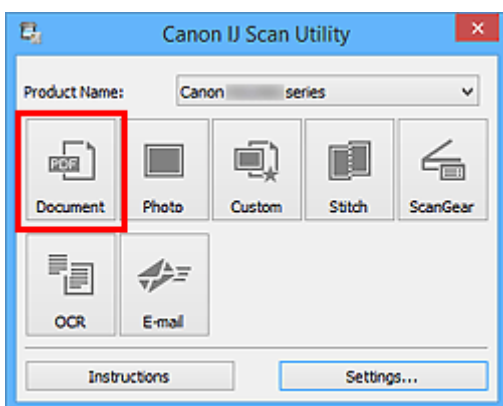 Canon IJ Scan Utility
Product Name: Canon series
PDF
Document Photo Custom Stitch ScanGear
OCR E-mail
Instructions Settings...